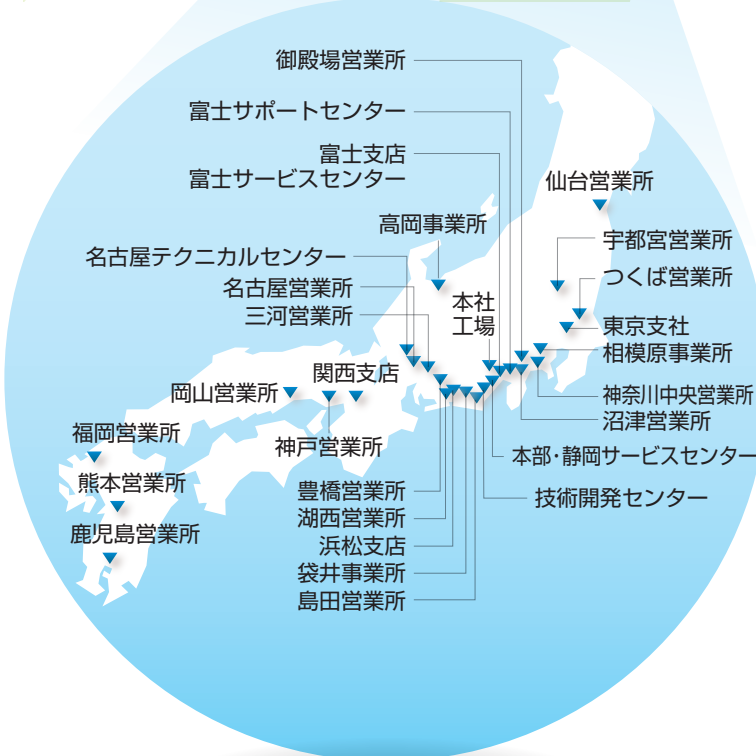 御殿場営業所
富士サポートセンター
富士支店
富士サービスセンター
仙台営業所
高岡事業所
宇都宮営業所
名古屋テクニカルセンター
つくば営業所
名古屋営業所
本社
工場
三河営業所
東京支社
相模原事業所
関西支店
岡山営業所
神奈川中央営業所
沼津営業所
福岡営業所
神戸営業所
本部・静岡サービスセンター
熊本営業所
豊橋営業所
技術開発センター
湖西営業所
鹿児島営業所
浜松支店
袋井事業所
島田営業所